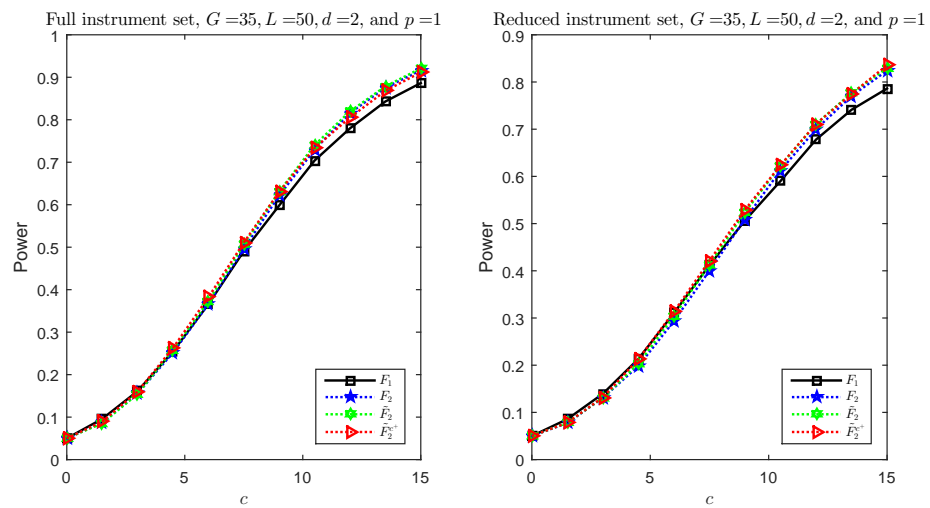 Full instrument set, G =35, L =50, d =2, and p =1
Power
1
0.9
0.8
0.7
0.6
0.5
0.4
0.3
0.2
0.1
0
0 5 10 15
c
F₁
F₂
F̃₂
F̃₂ᵉ⁺
Reduced instrument set, G =35, L =50, d =2, and p =1
Power
0.9
0.8
0.7
0.6
0.5
0.4
0.3
0.2
0.1
0
0 5 10 15
c
F₁
F₂
F̃₂
F̃₂ᵉ⁺